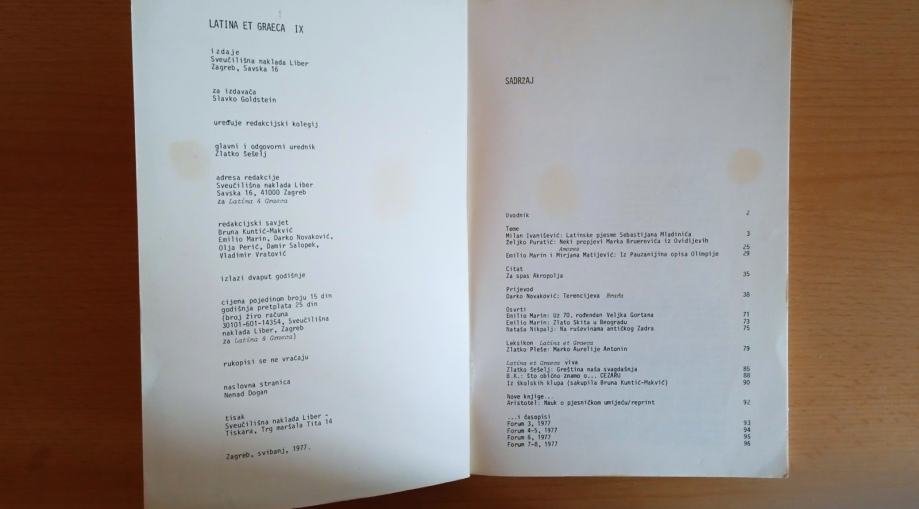 LATINA ET GRAECA IX
izdaje
Sveučilišna naklada Liber
Zagreb, Savska 16
za izdavača
Slavko Goldstein
uređuje redakcijski kolegij
glavni i odgovorni urednik
Zlatko Šešelj
adresa redakcije
Sveučilišna naklada Liber
Savska 16, 41000 Zagreb
za Latina & Graeca
redakcijski savjet
Bruna Kuntić-Makvić
Emilio Marin, Darko Novaković,
Olja Perić, Damir Salopek,
Vladimir Vratović
izlazi dvaput godišnje
cijena pojedinom broju 15 din
godišnja pretplata 25 din
(broj žiro računa
30101-601-14354, Sveučilišna
naklada Liber, Zagreb
za Latina & Graeca)
rukopisi se ne vraćaju
naslovna stranica
Nenad Dogan
tisak
Sveučilišna naklada Liber -
Tiskara, Trg maršala Tita 14
Zagreb, svibanj, 1977.
SADRŽAJ
Uvodnik 2
Teme
Milan Ivanišević: Latinske pjesme Sebastijana Mladinića 3
Željko Puratić: Neki prepjevi Marka Bruerovića iz Ovidijevih
Amores 25
Emilio Marin i Mirjana Matijević: Iz Pauzanijina opisa Olimpije 29
Citat
Za spas Akropolja 35
Prijevod
Darko Novaković: Terencijeva 38
Osvrti
Emilio Marin: Uz 70. rođendan Veljka Gortana 71
Emilio Marin: Zlato Skita u Beogradu 73
Nataša Nikpalj: Na ruševinama antičkog Zadra 75
Leksikon Latina et Graeca
Zlatko Pleše: Marko Aurelije Antonin 79
Latina et Graeca viva
Zlatko Šešelj: Greština naša svagdašnja 85
B.K.: Što obično znamo o... CEZARU 88
Iz školskih klupa (sakupila Bruna Kuntić-Makvić) 90
Nove knjige...
Aristotel: Nauk o pjesničkom umijeću/reprint 92
...i časopisi
Forum 3, 1977 93
Forum 4-5, 1977 94
Forum 6, 1977 95
Forum 7-8, 1977 96